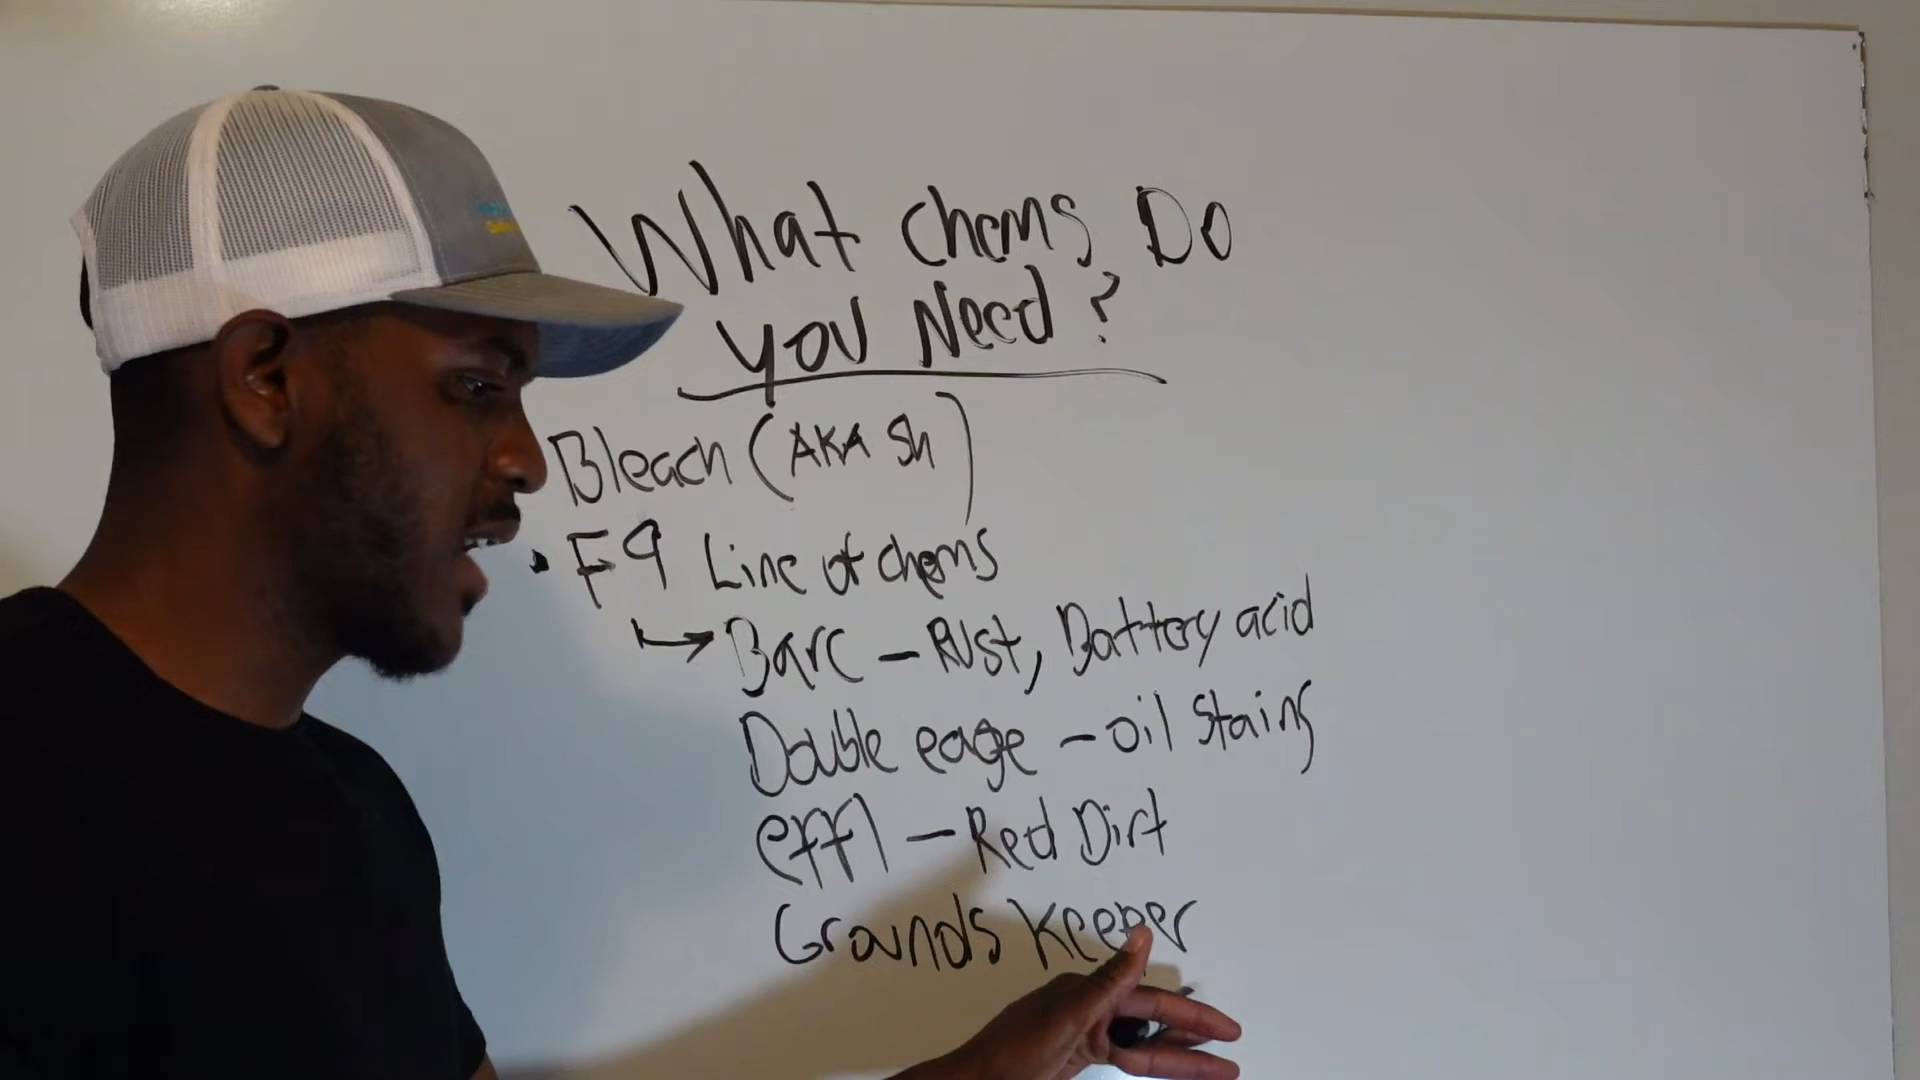 What Chems Do
you Need?
Bleach (AKA Sh)
• F9 Line of chems
→ Barc – Rust, Battery acid
Double eage – oil stains
effl – Red Dirt
Grounds Keeper